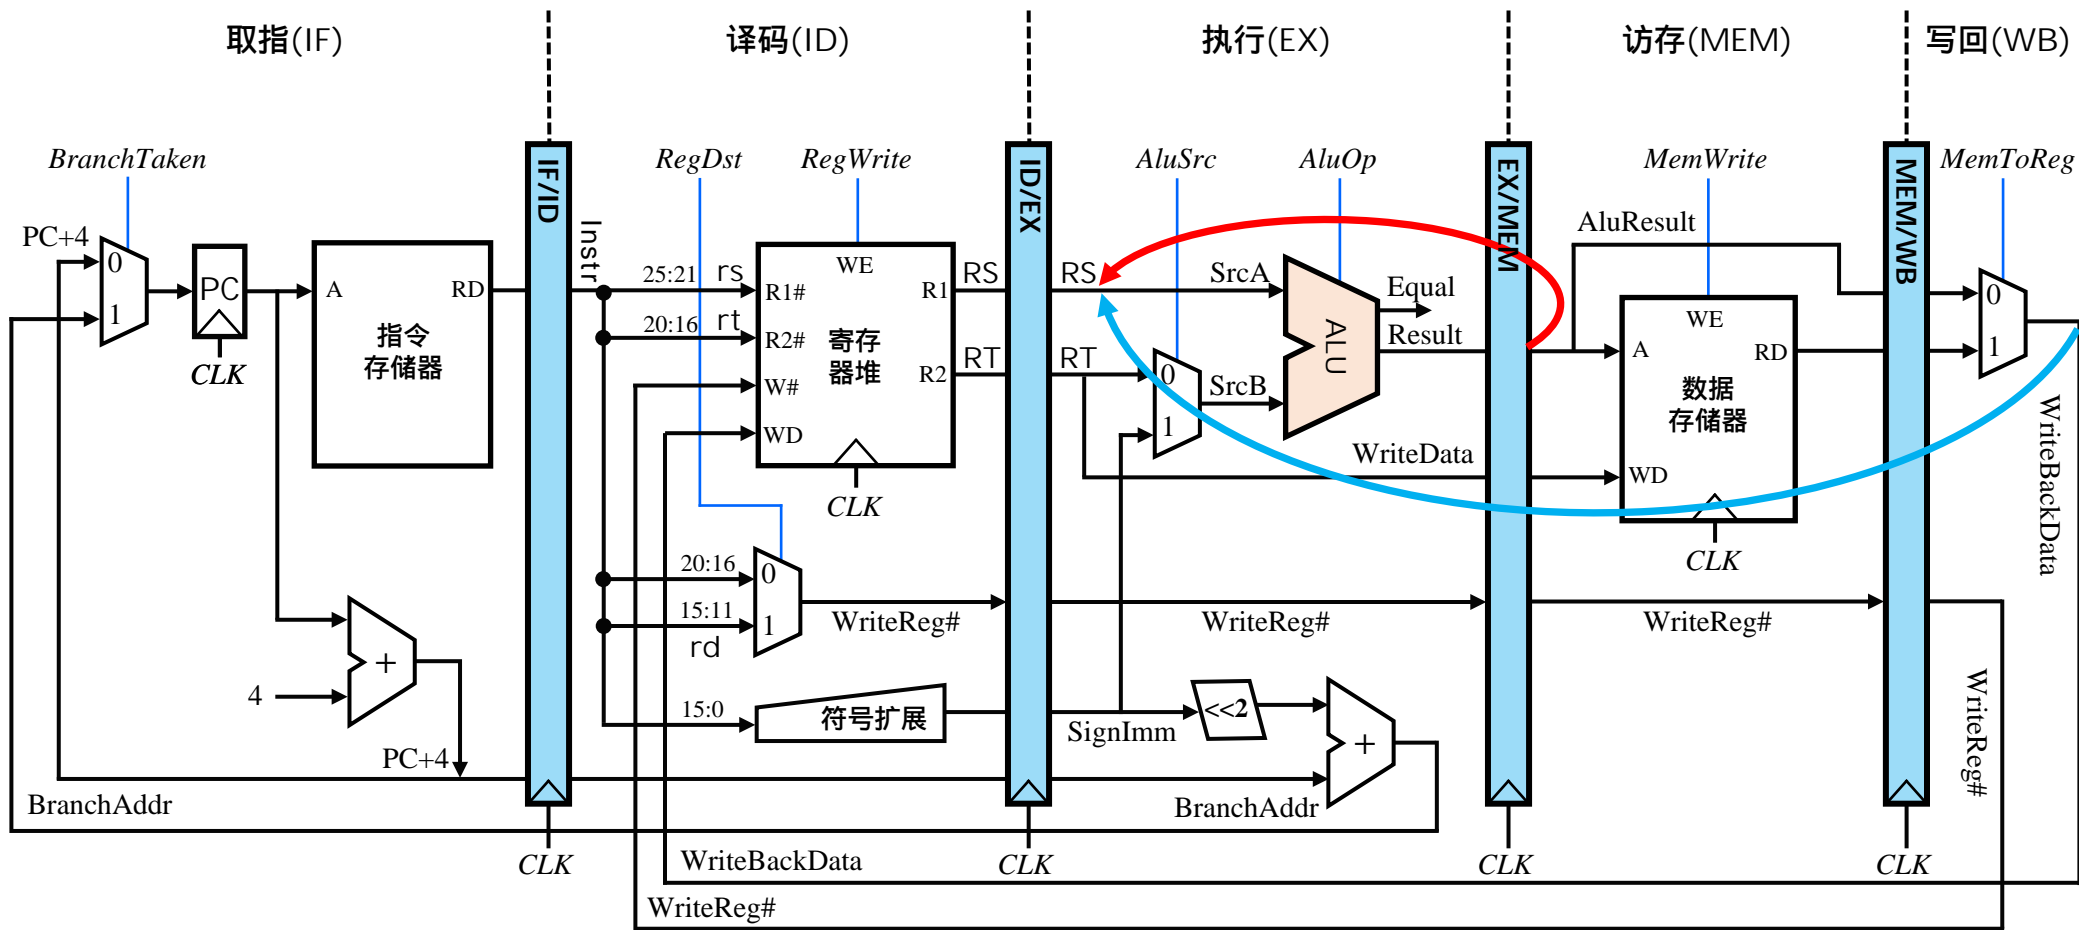 取指(IF)
译码(ID)
执行(EX)
访存(MEM)
写回(WB)
BranchTaken
RegDst
RegWrite
AluSrc
AluOp
MemWrite
MemToReg
IF/ID
ID/EX
EX/MEM
MEM/WB
PC+4
0
1
PC
CLK
A
RD
指令
存储器
Instr
25:21
rs
20:16
rt
WE
R1#
R2#
W#
WD
寄存
器堆
R1
R2
CLK
RS
RT
RS
RT
SrcA
0
1
SrcB
ALU
Equal
Result
WriteData
AluResult
WE
A
RD
数据
存储器
WD
CLK
0
1
WriteBackData
20:16
0
15:11
1
rd
WriteReg#
WriteReg#
WriteReg#
WriteReg#
4
+
PC+4
15:0
符号扩展
SignImm
<<2
+
BranchAddr
BranchAddr
CLK
CLK
CLK
CLK
WriteBackData
WriteReg#